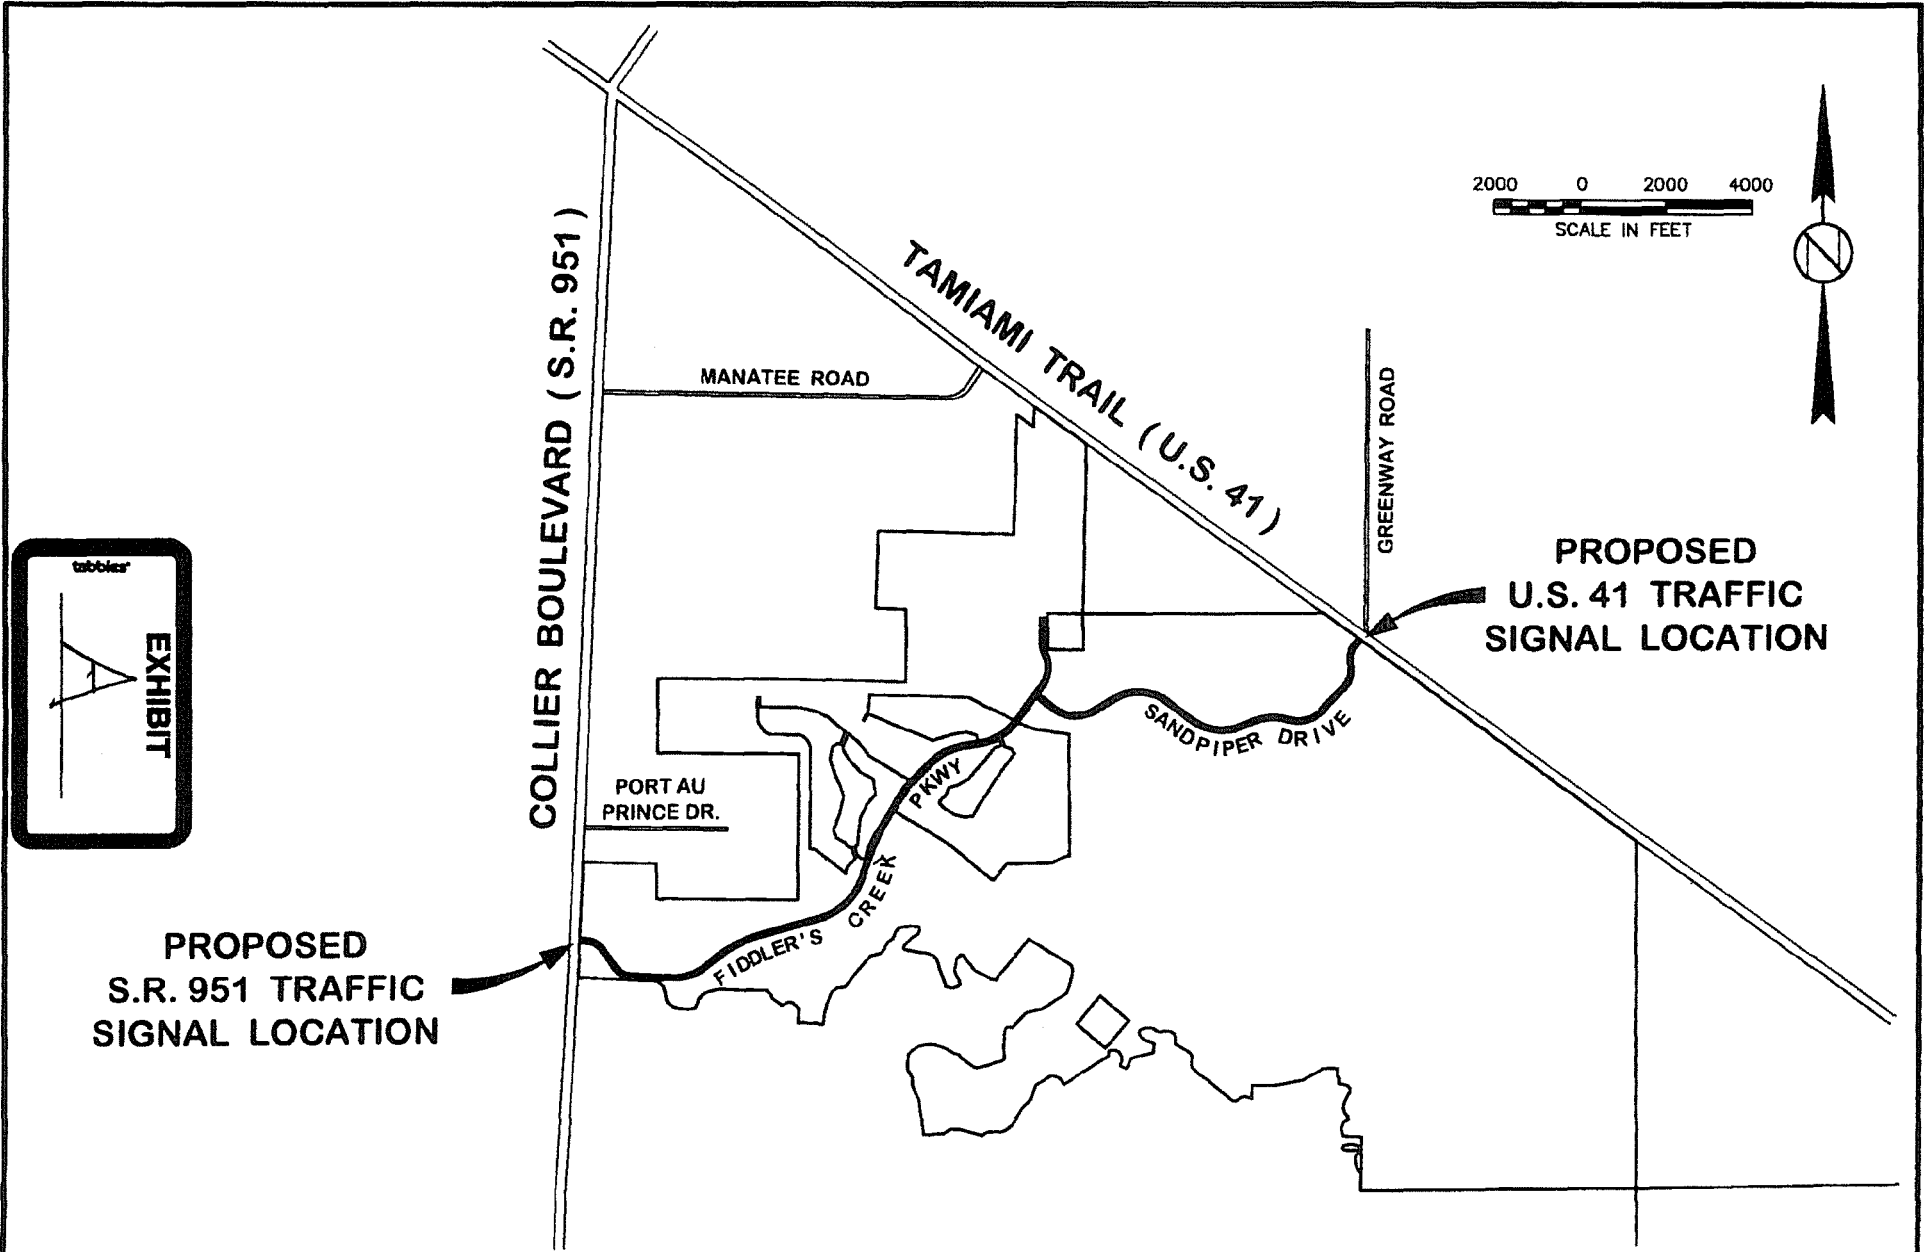 2000 0 2000 4000
SCALE IN FEET
N
TAMIAMI TRAIL (U.S. 41)
COLLIER BOULEVARD (S.R. 951)
MANATEE ROAD
GREENWAY ROAD
PROPOSED
U.S. 41 TRAFFIC
SIGNAL LOCATION
tabbies®
EXHIBIT
A
SANDPIPER DRIVE
PORT AU
PRINCE DR.
FIDDLER'S CREEK PKWY
PROPOSED
S.R. 951 TRAFFIC
SIGNAL LOCATION